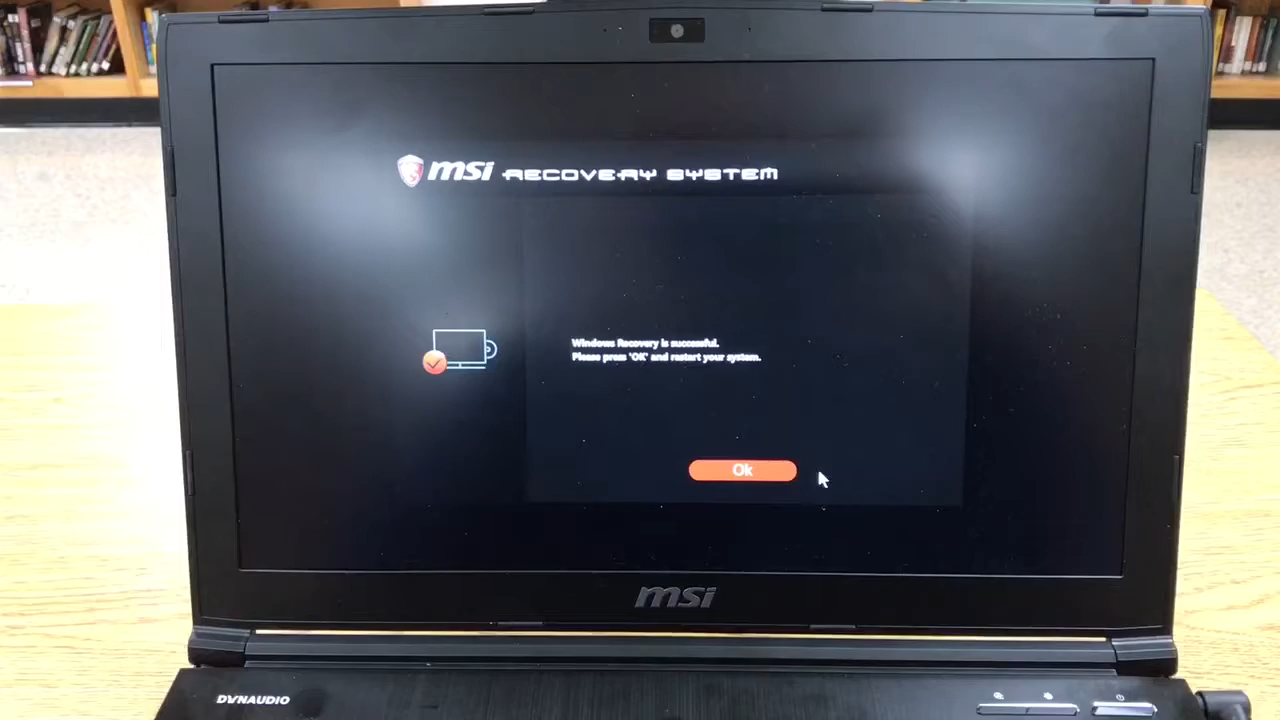 msi RECOVERY SYSTEM
Windows Recovery is successful.
Please press 'OK' and restart your system.
Ok
msi
DYNAUDIO